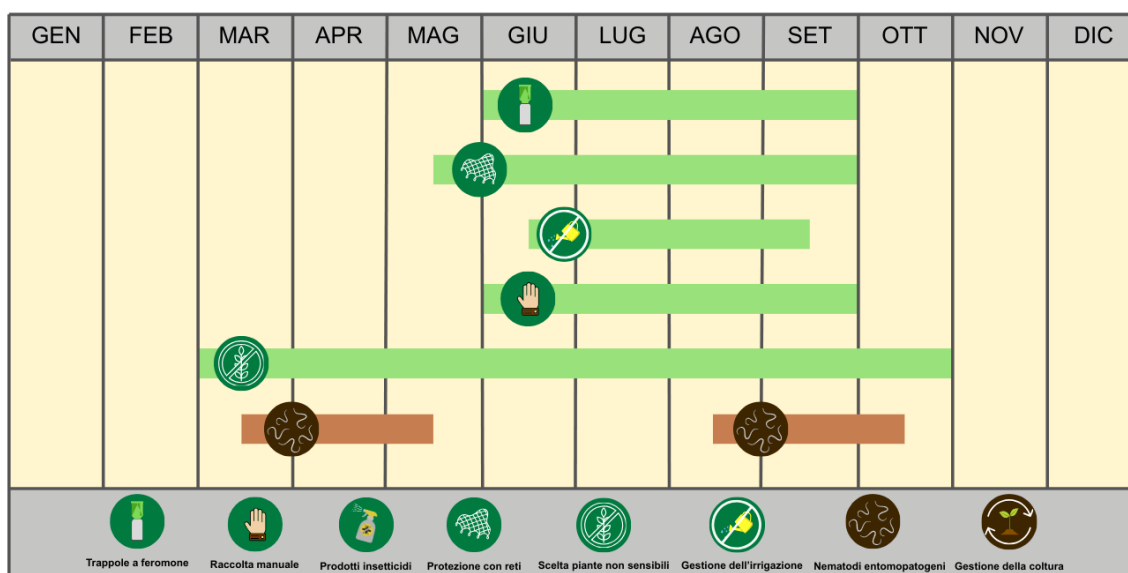 GEN FEB MAR APR MAG GIU LUG AGO SET OTT NOV DIC
Trappole a feromone Raccolta manuale Prodotti insetticidi Protezione con reti Scelta piante non sensibili Gestione dell'irrigazione Nematodi entomopatogeni Gestione della coltura